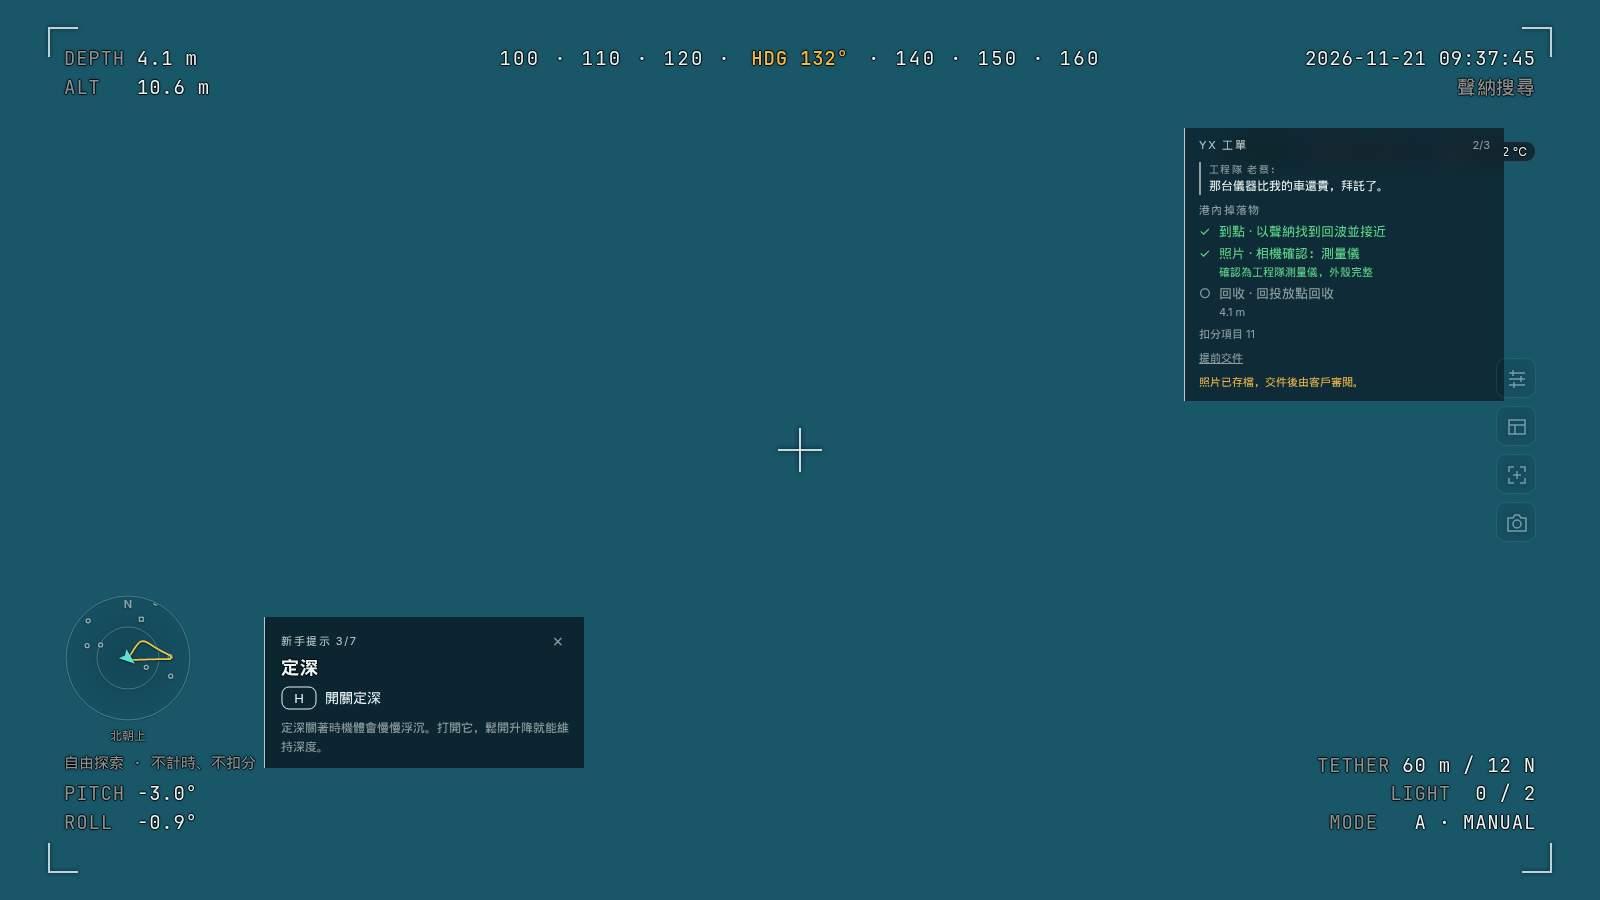 DEPTH 4.1 m
ALT 10.6 m
100 · 110 · 120 · HDG 132° · 140 · 150 · 160
2026-11-21 09:37:45
聲納搜尋
2 °C
YX 工單 2/3
工程隊 老蔡:
那台儀器比我的車還貴，拜託了。
港內掉落物
到點 · 以聲納找到回波並接近
照片 · 相機確認: 測量儀
確認為工程隊測量儀，外殼完整
回收 · 回投放點回收
4.1 m
扣分項目 11
提前交件
照片已存檔，交件後由客戶審閱。
N
北朝上
自由探索 · 不計時、不扣分
PITCH -3.0°
ROLL -0.9°
新手提示 3/7
定深
H 開關定深
定深關著時機體會慢慢浮沉。打開它，鬆開升降就能維
持深度。
TETHER 60 m / 12 N
LIGHT 0 / 2
MODE A · MANUAL